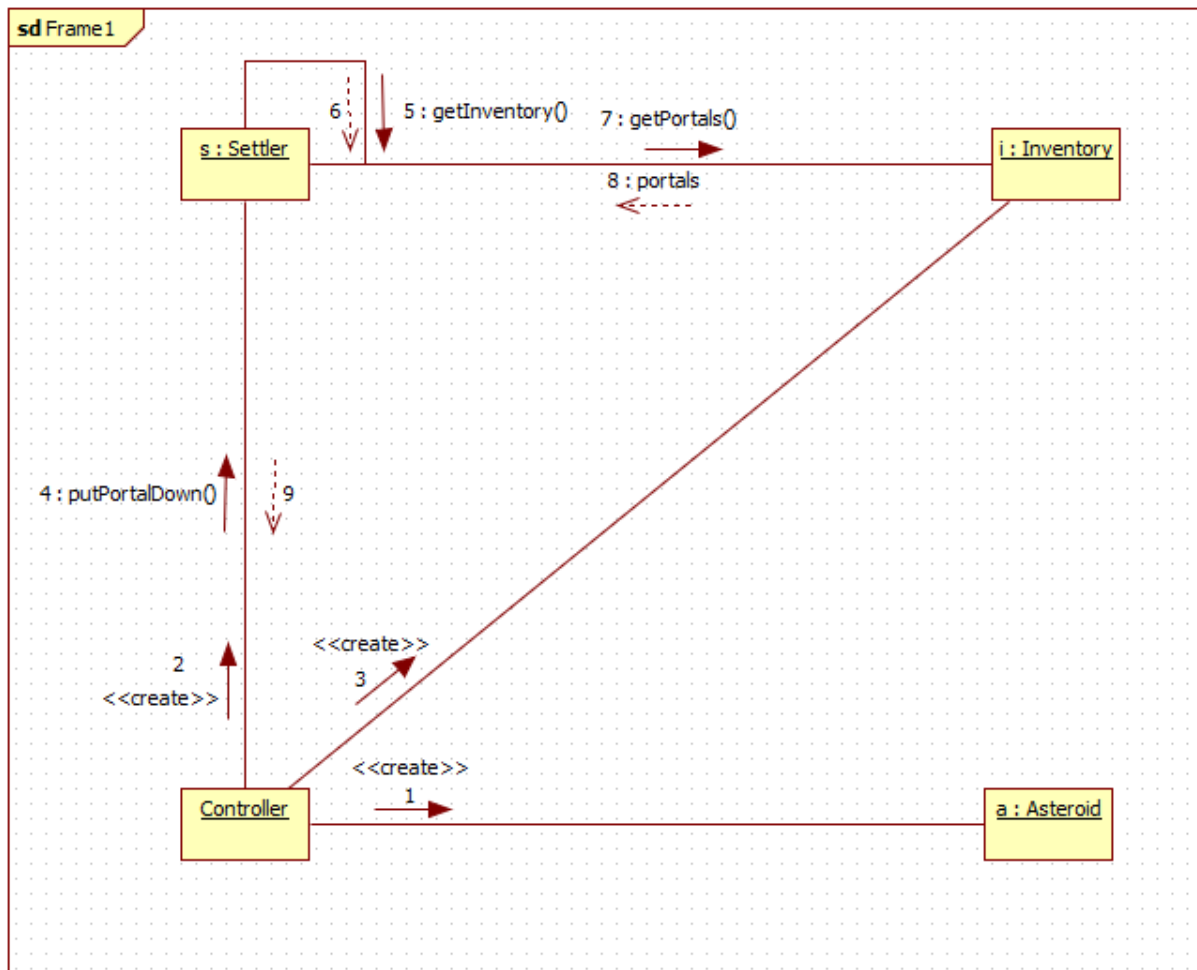 sd Frame1
6
5 : getInventory()
7 : getPortals()
s : Settler
i : Inventory
8 : portals
4 : putPortalDown()
9
<<create>>
2
3
<<create>>
<<create>>
1
Controller
a : Asteroid